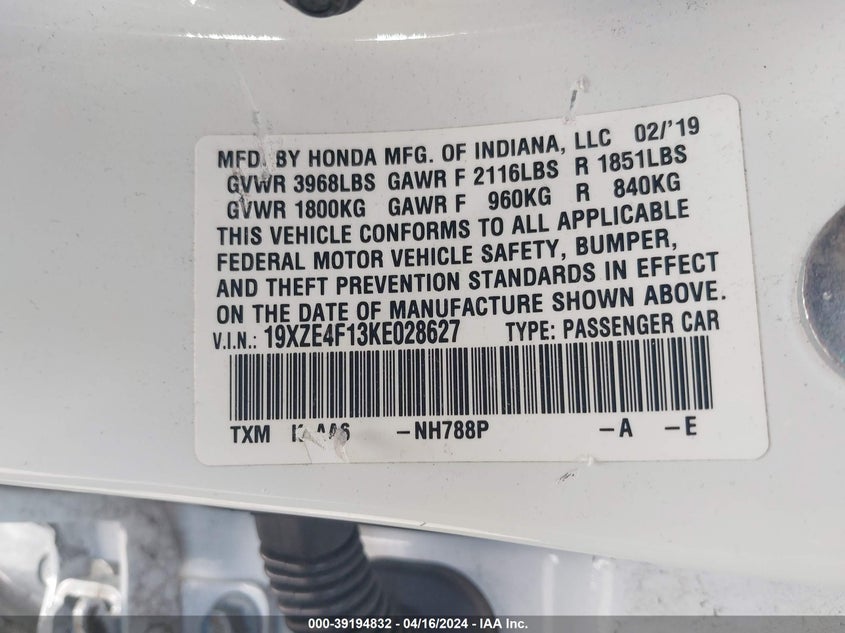 MFD. BY HONDA MFG. OF INDIANA, LLC 02/'19
GVWR 3968LBS GAWR F 2116LBS R 1851LBS
GVWR 1800KG GAWR F 960KG R 840KG
THIS VEHICLE CONFORMS TO ALL APPLICABLE
FEDERAL MOTOR VEHICLE SAFETY, BUMPER,
AND THEFT PREVENTION STANDARDS IN EFFECT
ON THE DATE OF MANUFACTURE SHOWN ABOVE.
V.I.N.: 19XZE4F13KE028627 TYPE: PASSENGER CAR
TXM -NH788P -A -E
000-39194832 - 04/16/2024 - IAA Inc.